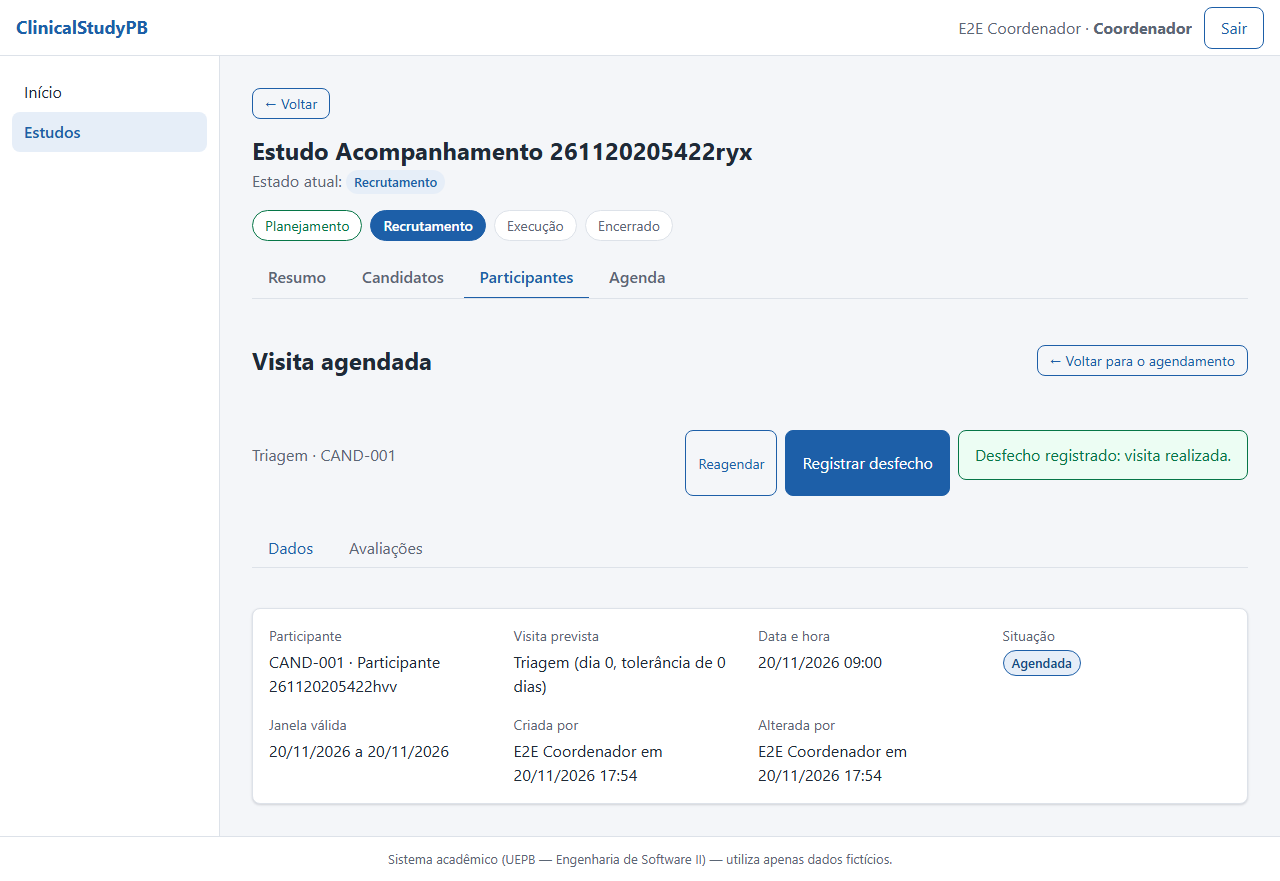 ClinicalStudyPB
E2E Coordenador · Coordenador
Sair
Início
Estudos
← Voltar
Estudo Acompanhamento 261120205422ryx
Estado atual: Recrutamento
Planejamento
Recrutamento
Execução
Encerrado
Resumo
Candidatos
Participantes
Agenda
Visita agendada
← Voltar para o agendamento
Triagem · CAND-001
Reagendar
Registrar desfecho
Desfecho registrado: visita realizada.
Dados
Avaliações
Participante
CAND-001 · Participante
261120205422hvv
Visita prevista
Triagem (dia 0, tolerância de 0
dias)
Data e hora
20/11/2026 09:00
Situação
Agendada
Janela válida
20/11/2026 a 20/11/2026
Criada por
E2E Coordenador em
20/11/2026 17:54
Alterada por
E2E Coordenador em
20/11/2026 17:54
Sistema acadêmico (UEPB — Engenharia de Software II) — utiliza apenas dados fictícios.